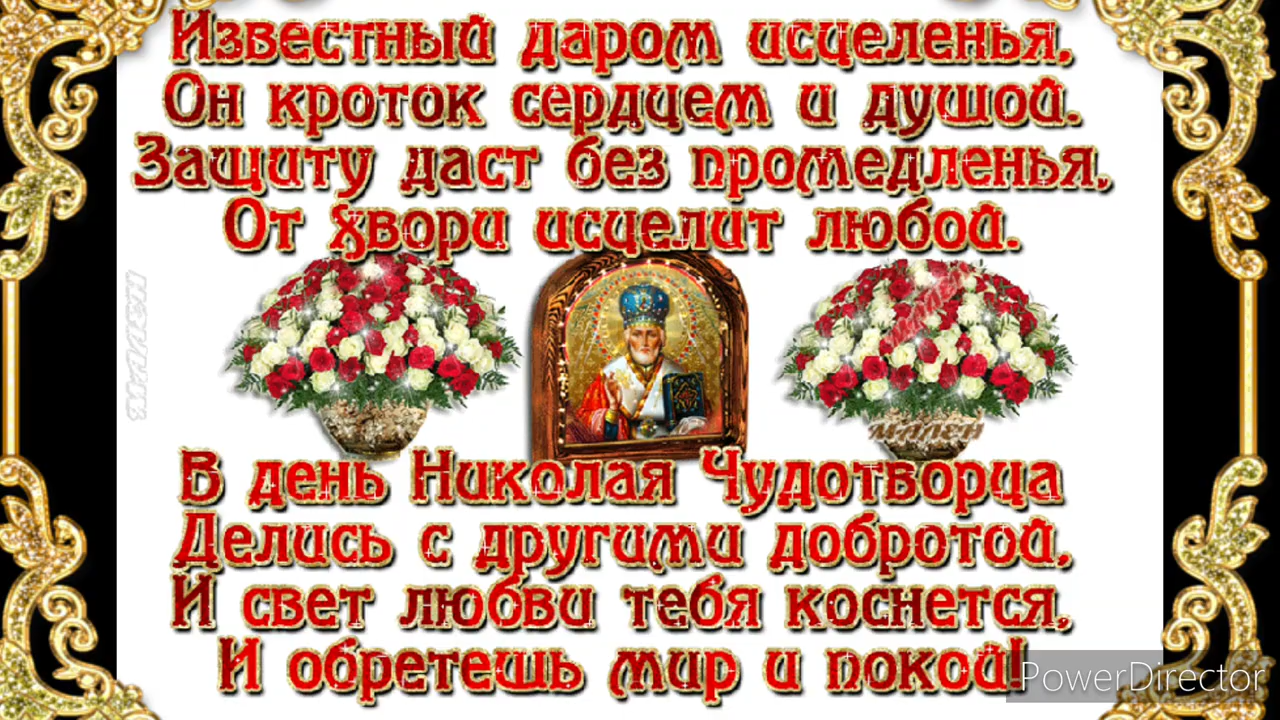 Известный даром исцеленья,
Он кроток сердцем и душой.
Защиту даст без промедленья,
От хвори исцелит любой.
В день Николая Чудотворца
Делись с другими добротой,
И свет любви тебя коснется,
И обретешь мир и покой!
PowerDirector